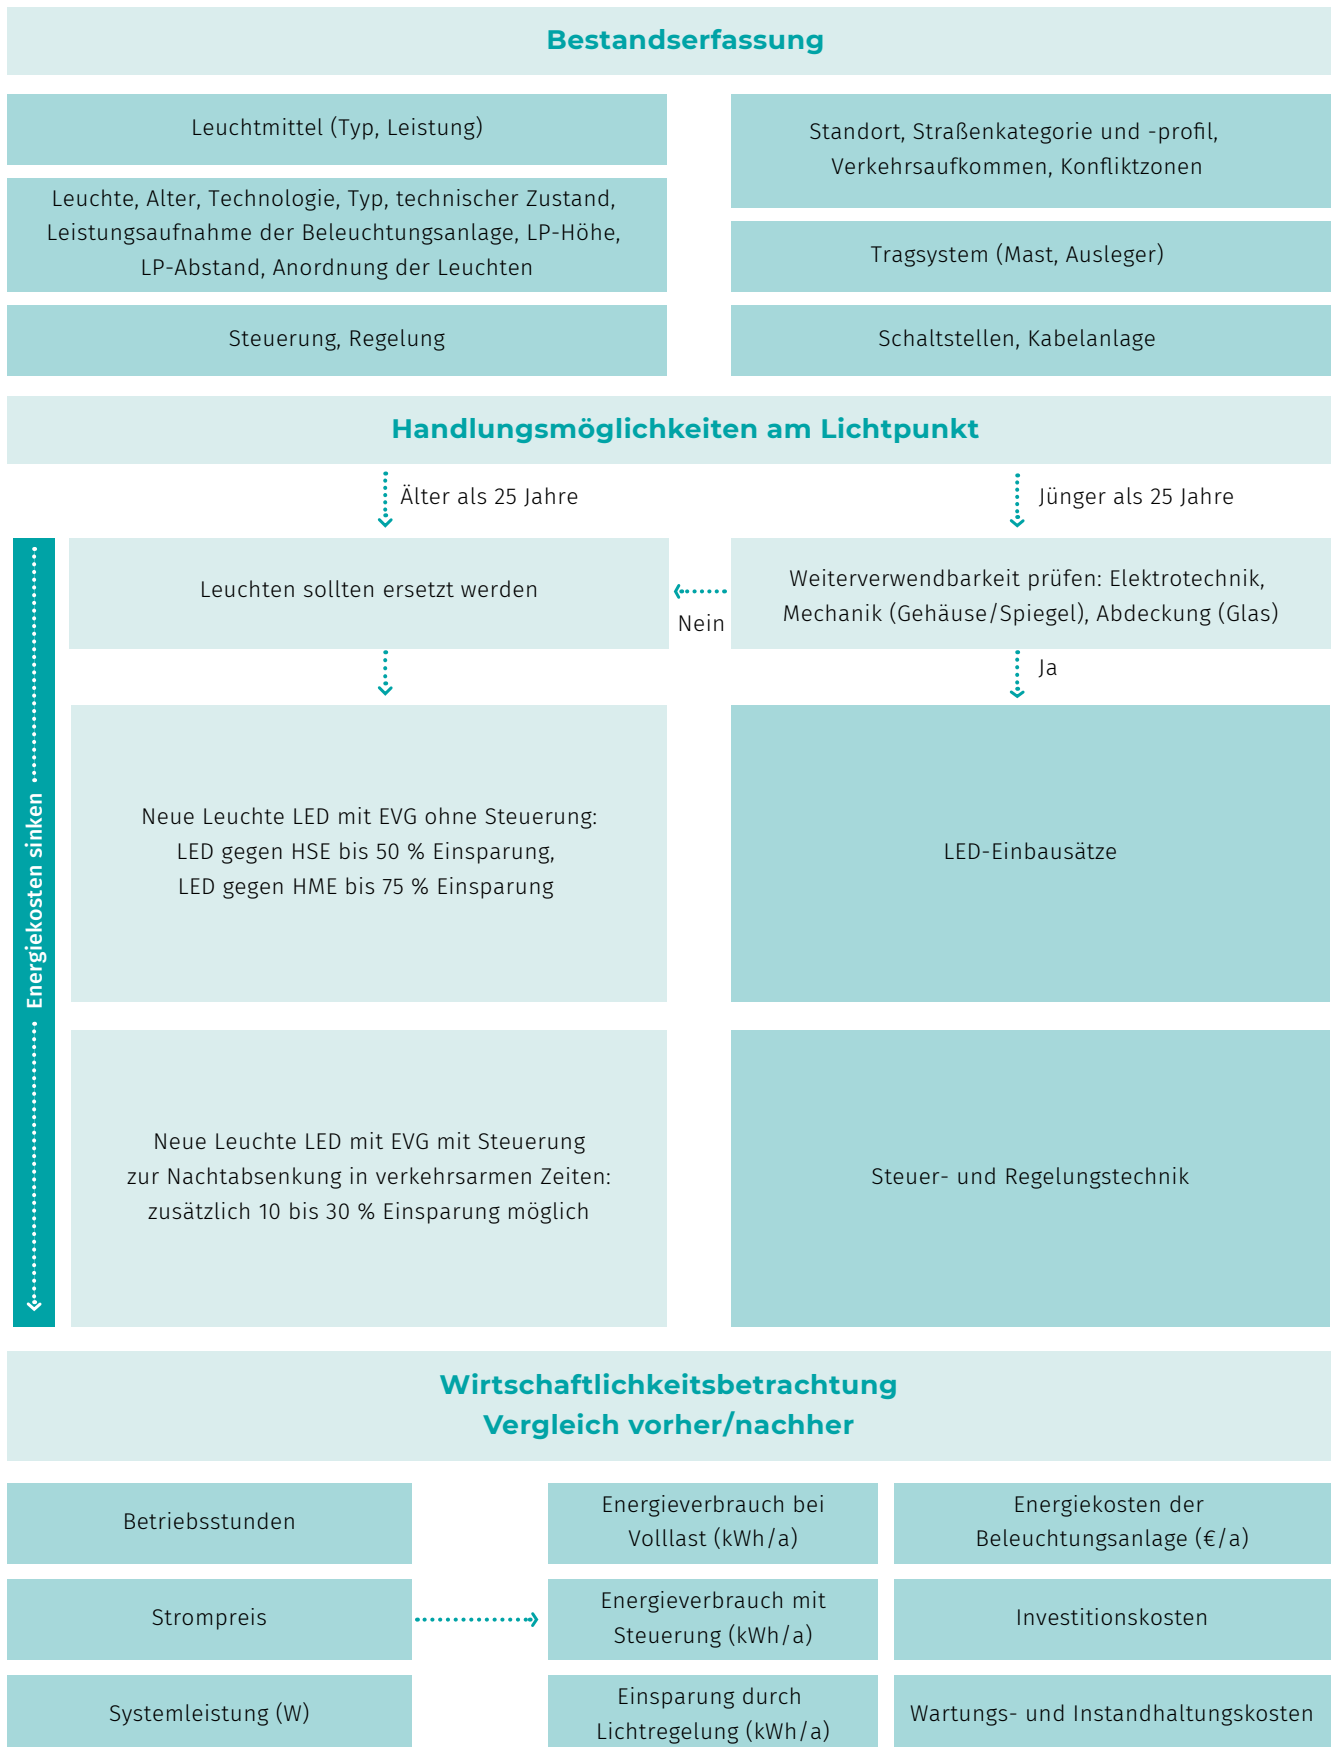 Bestandserfassung
Leuchtmittel (Typ, Leistung)
Leuchte, Alter, Technologie, Typ, technischer Zustand,
Leistungsaufnahme der Beleuchtungsanlage, LP-Höhe,
LP-Abstand, Anordnung der Leuchten
Steuerung, Regelung
Standort, Straßenkategorie und -profil,
Verkehrsaufkommen, Konfliktzonen
Tragsystem (Mast, Ausleger)
Schaltstellen, Kabelanlage
Handlungsmöglichkeiten am Lichtpunkt
Älter als 25 Jahre
Jünger als 25 Jahre
Leuchten sollten ersetzt werden
Nein
Weiterverwendbarkeit prüfen: Elektrotechnik,
Mechanik (Gehäuse/Spiegel), Abdeckung (Glas)
Ja
Energiekosten sinken
Neue Leuchte LED mit EVG ohne Steuerung:
LED gegen HSE bis 50 % Einsparung,
LED gegen HME bis 75 % Einsparung
LED-Einbausätze
Neue Leuchte LED mit EVG mit Steuerung
zur Nachtabsenkung in verkehrsarmen Zeiten:
zusätzlich 10 bis 30 % Einsparung möglich
Steuer- und Regelungstechnik
Wirtschaftlichkeitsbetrachtung
Vergleich vorher/nachher
Betriebsstunden
Strompreis
Systemleistung (W)
Energieverbrauch bei
Volllast (kWh/a)
Energieverbrauch mit
Steuerung (kWh/a)
Einsparung durch
Lichtregelung (kWh/a)
Energiekosten der
Beleuchtungsanlage (€/a)
Investitionskosten
Wartungs- und Instandhaltungskosten